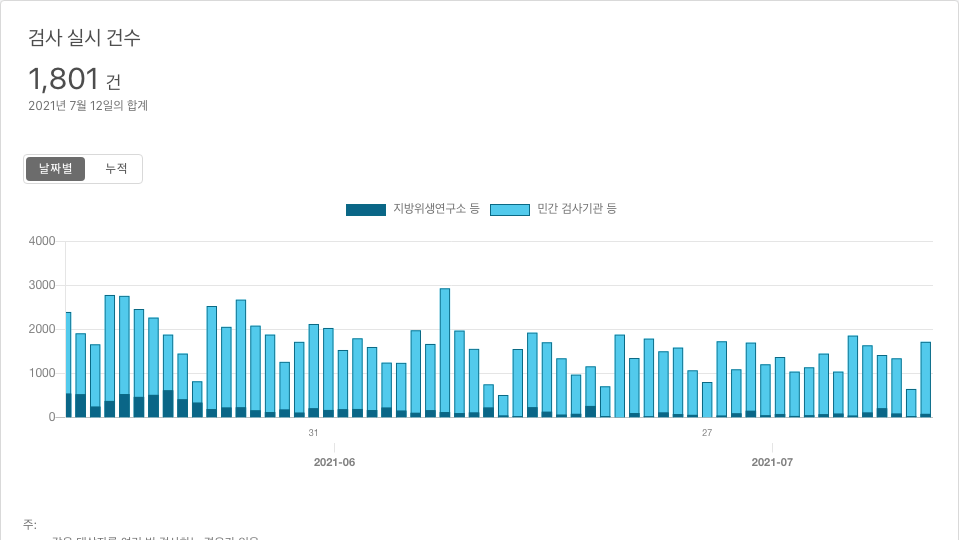 검사 실시 건수
1,801 건
2021년 7월 12일의 합계
날짜별 누적
지방위생연구소 등 민간 검사기관 등
4000
3000
2000
1000
0
31 27
2021-06 2021-07
주: